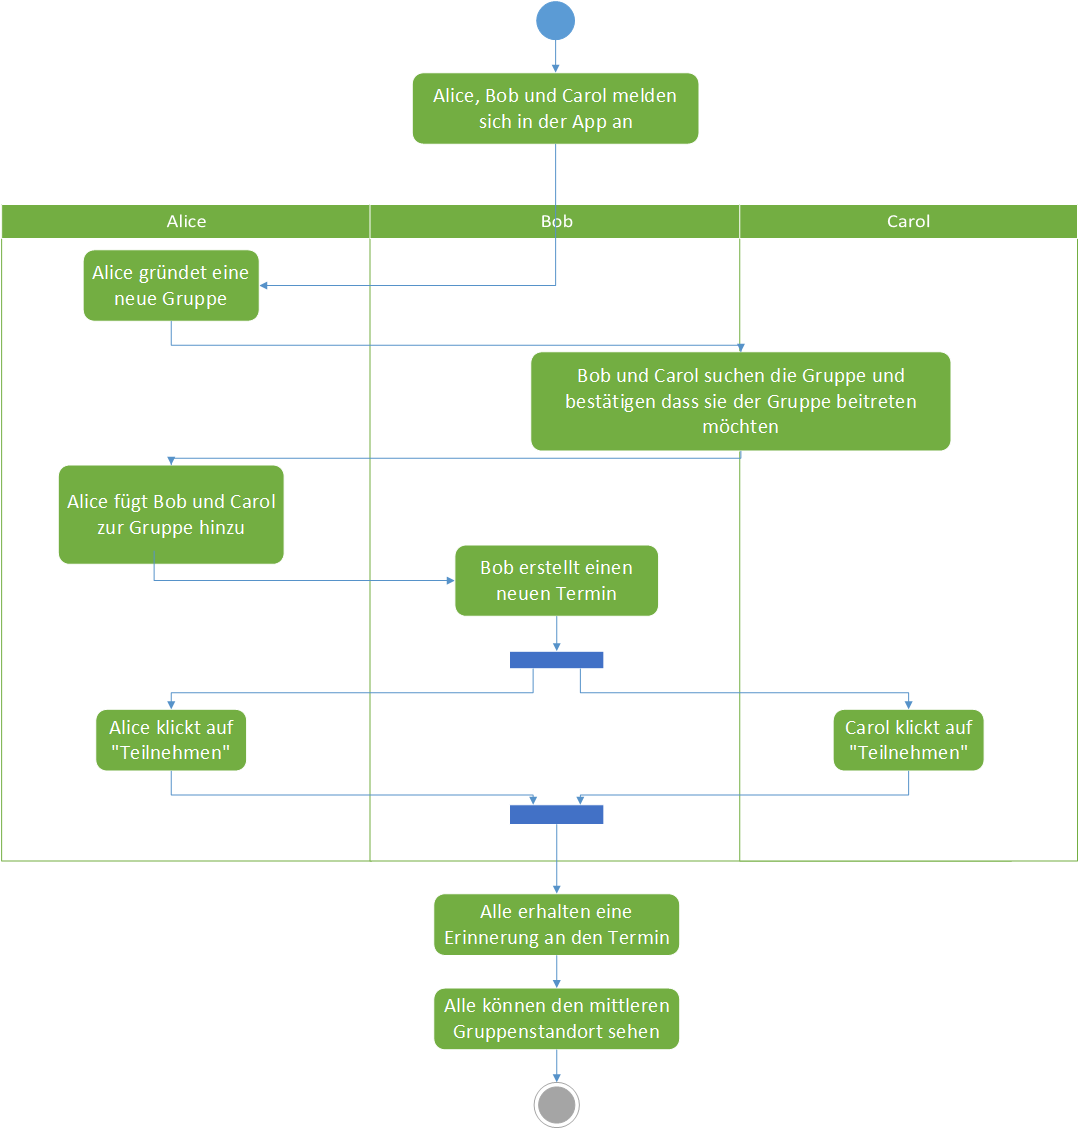 Alice, Bob und Carol melden
sich in der App an
Alice
Bob
Carol
Alice gründet eine
neue Gruppe
Bob und Carol suchen die Gruppe und
bestätigen dass sie der Gruppe beitreten
möchten
Alice fügt Bob und Carol
zur Gruppe hinzu
Bob erstellt einen
neuen Termin
Alice klickt auf
"Teilnehmen"
Carol klickt auf
"Teilnehmen"
Alle erhalten eine
Erinnerung an den Termin
Alle können den mittleren
Gruppenstandort sehen